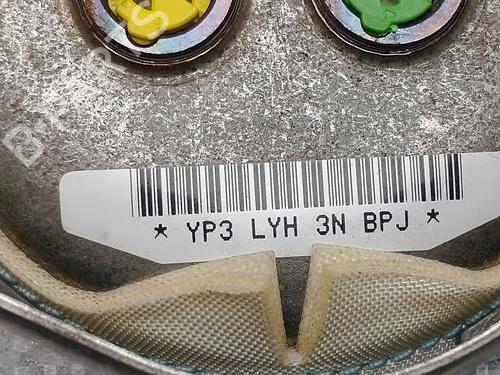 * YP3 LYH 3N BPJ *